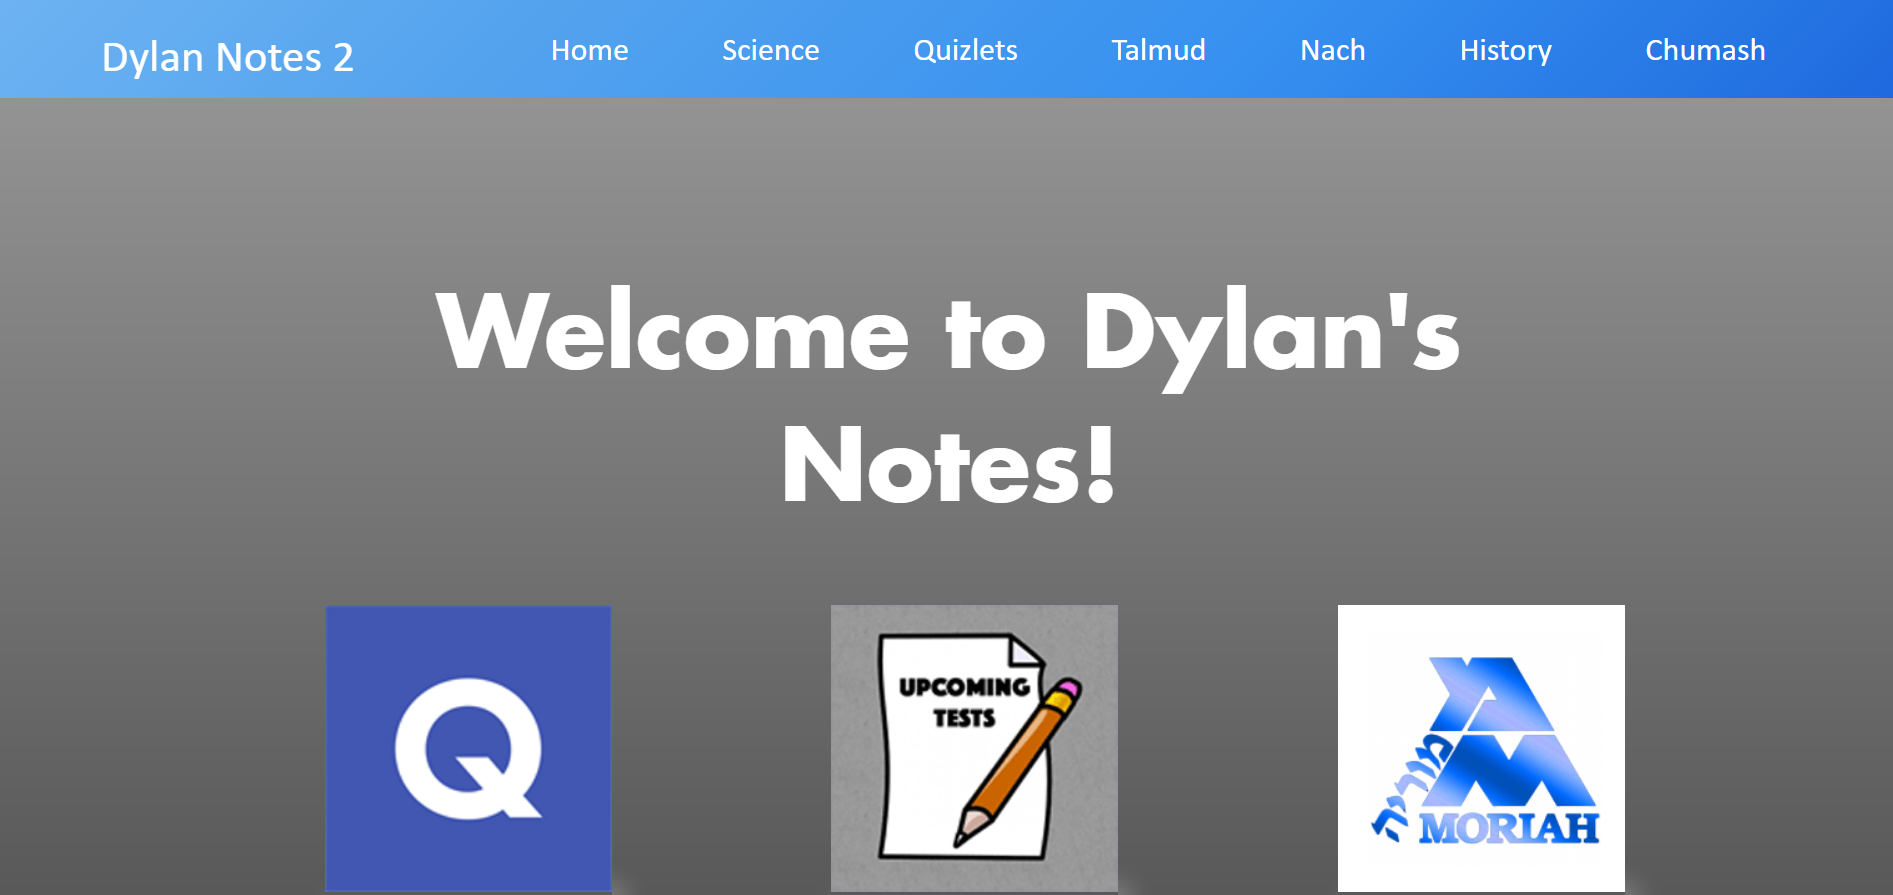 Dylan Notes 2
Home
Science
Quizlets
Talmud
Nach
History
Chumash
Welcome to Dylan's
Notes!
Q
UPCOMING
TESTS
מוריה
MORIAH